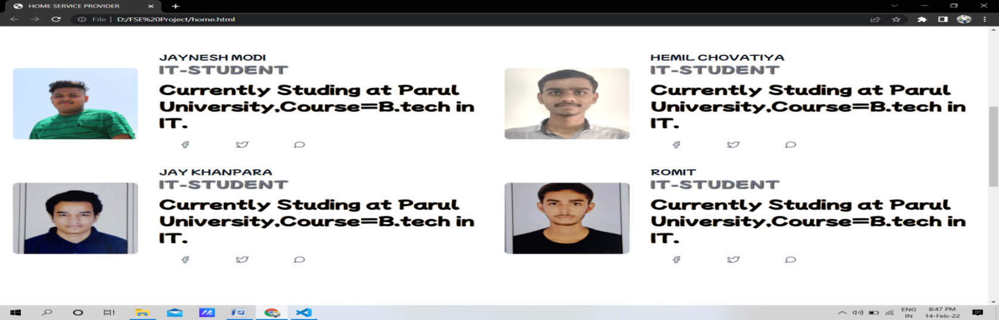 HOME SERVICE PROVIDER
File | D:/FSE%20Project/home.html
JAYNESH MODI
IT-STUDENT
Currently Studing at Parul
University,Course=B.tech in
IT.
HEMIL CHOVATIYA
IT-STUDENT
Currently Studing at Parul
University,Course=B.tech in
IT.
JAY KHANPARA
IT-STUDENT
Currently Studing at Parul
University,Course=B.tech in
IT.
ROMIT
IT-STUDENT
Currently Studing at Parul
University,Course=B.tech in
IT.
ENG
IN
8:47 PM
14-Feb-22